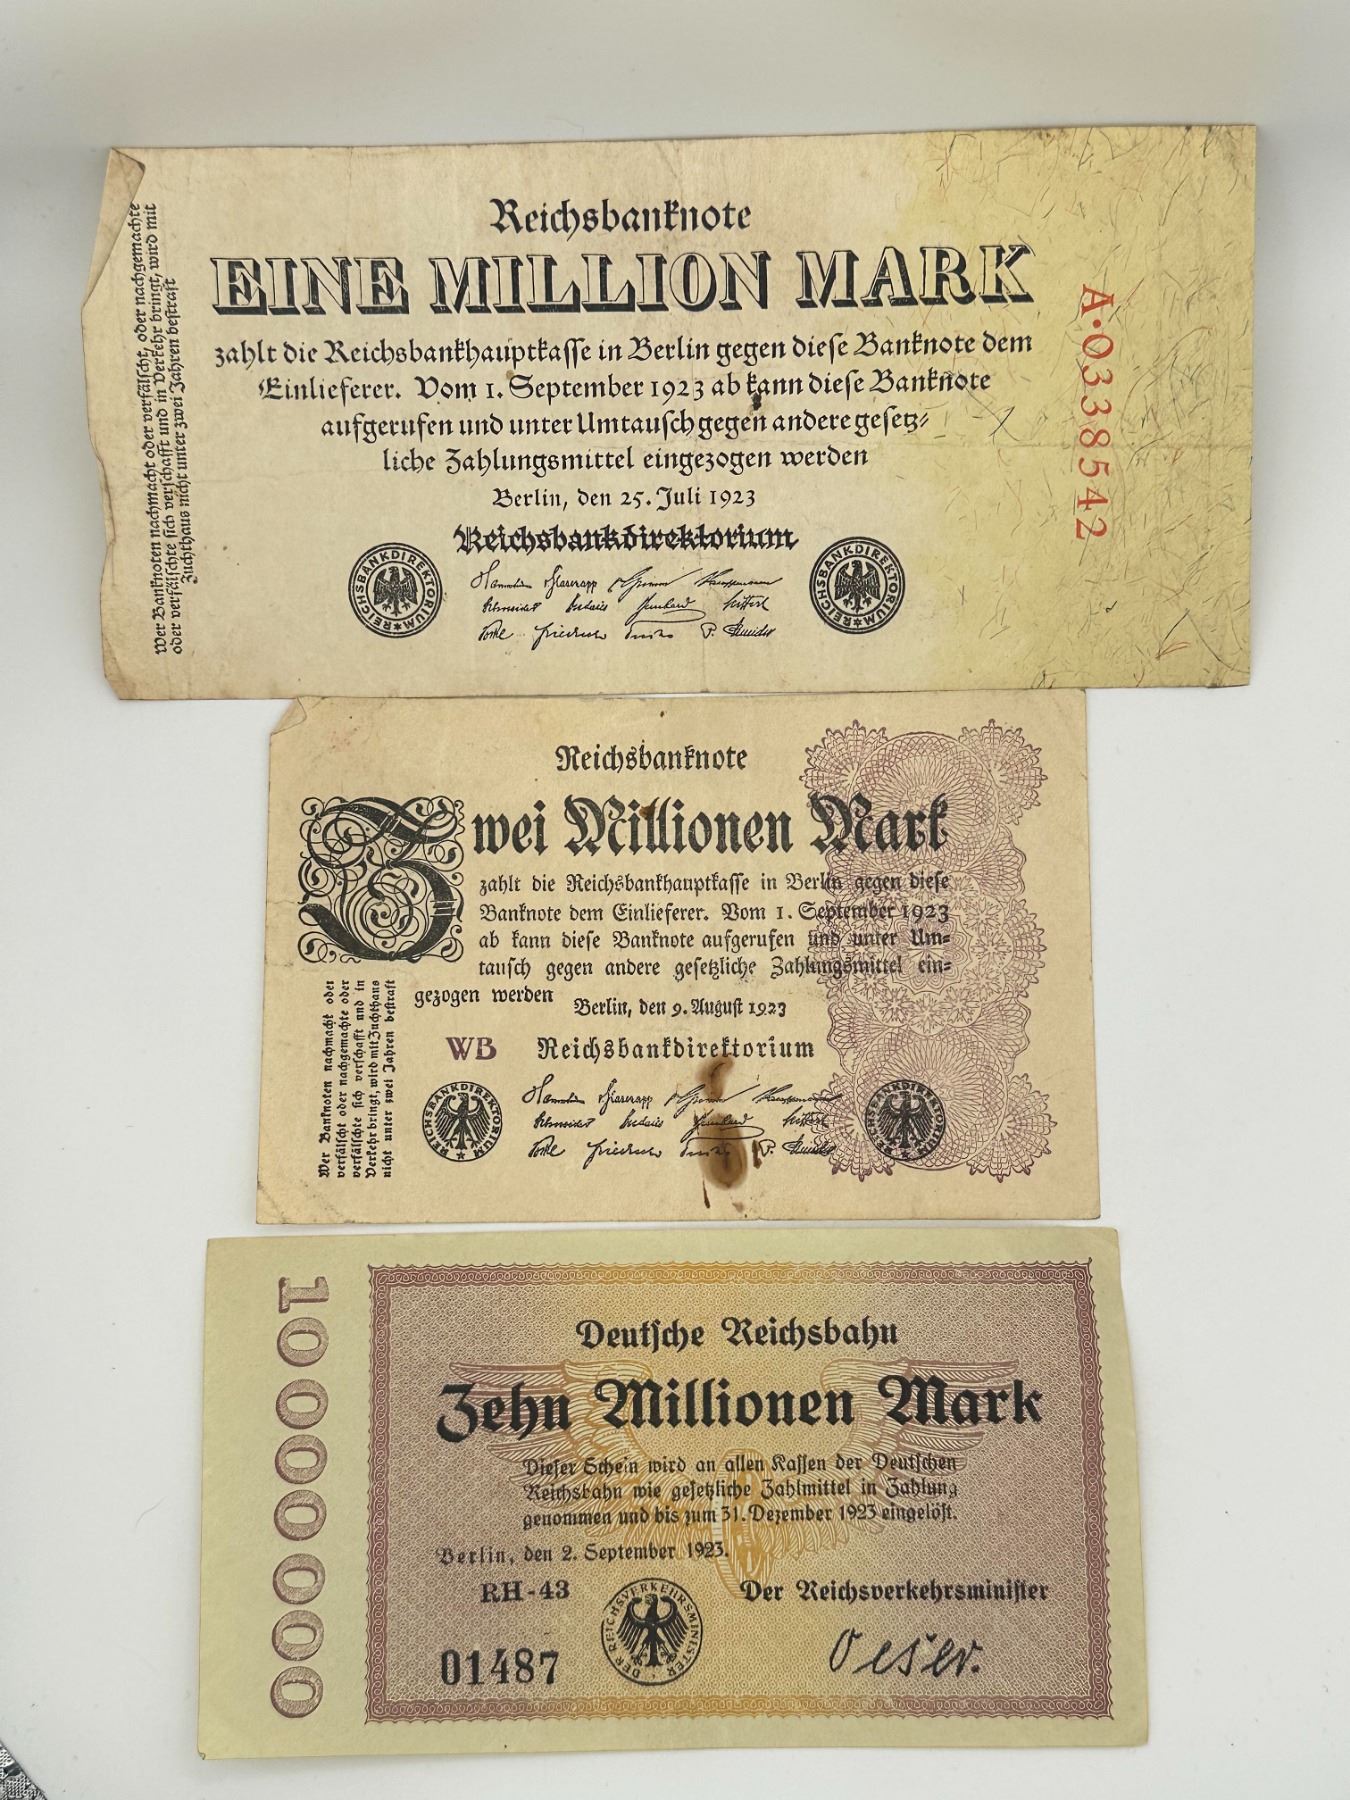 Reichsbanknote
EINE MILLION MARK
zahlt die Reichsbankhauptkasse in Berlin gegen diese Banknote dem
Einlieferer. Vom 1. September 1923 ab kann diese Banknote
aufgerufen und unter Umtausch gegen andere gesetz-
liche Zahlungsmittel eingezogen werden
Berlin, den 25. Juli 1923
Reichsbankdirektorium
REICHSBANKDIREKTORIUM
REICHSBANKDIREKTORIUM
Wer Banknoten nachmacht oder verfälscht, oder nachgemachte
oder verfälschte sich verschafft und in Verkehr bringt, wird mit
Zuchthaus nicht unter zwei Jahren bestraft
A·0338542
Reichsbanknote
Zwei Millionen Mark
zahlt die Reichsbankhauptkasse in Berlin gegen diese
Banknote dem Einlieferer. Vom 1. September 1923
ab kann diese Banknote aufgerufen und unter Um-
tausch gegen andere gesetzliche Zahlungsmittel ein-
gezogen werden
Berlin, den 9. August 1923
WB Reichsbankdirektorium
REICHSBANKDIREKTORIUM
REICHSBANKDIREKTORIUM
Wer Banknoten nachmacht oder
verfälscht oder nachgemachte oder
verfälschte sich verschafft und in
Verkehr bringt, wird mit Zuchthaus
nicht unter zwei Jahren bestraft
10000000
Deutsche Reichsbahn
Zehn Millionen Mark
Dieser Schein wird an allen Kassen der Deutschen
Reichsbahn wie gesetzliche Zahlmittel in Zahlung
genommen und bis zum 31. Dezember 1923 eingelöst.
Berlin, den 2. September 1923.
RH-43
Der Reichsverkehrsminister
DER REICHSVERKEHRSMINISTER
01487
Oeser.